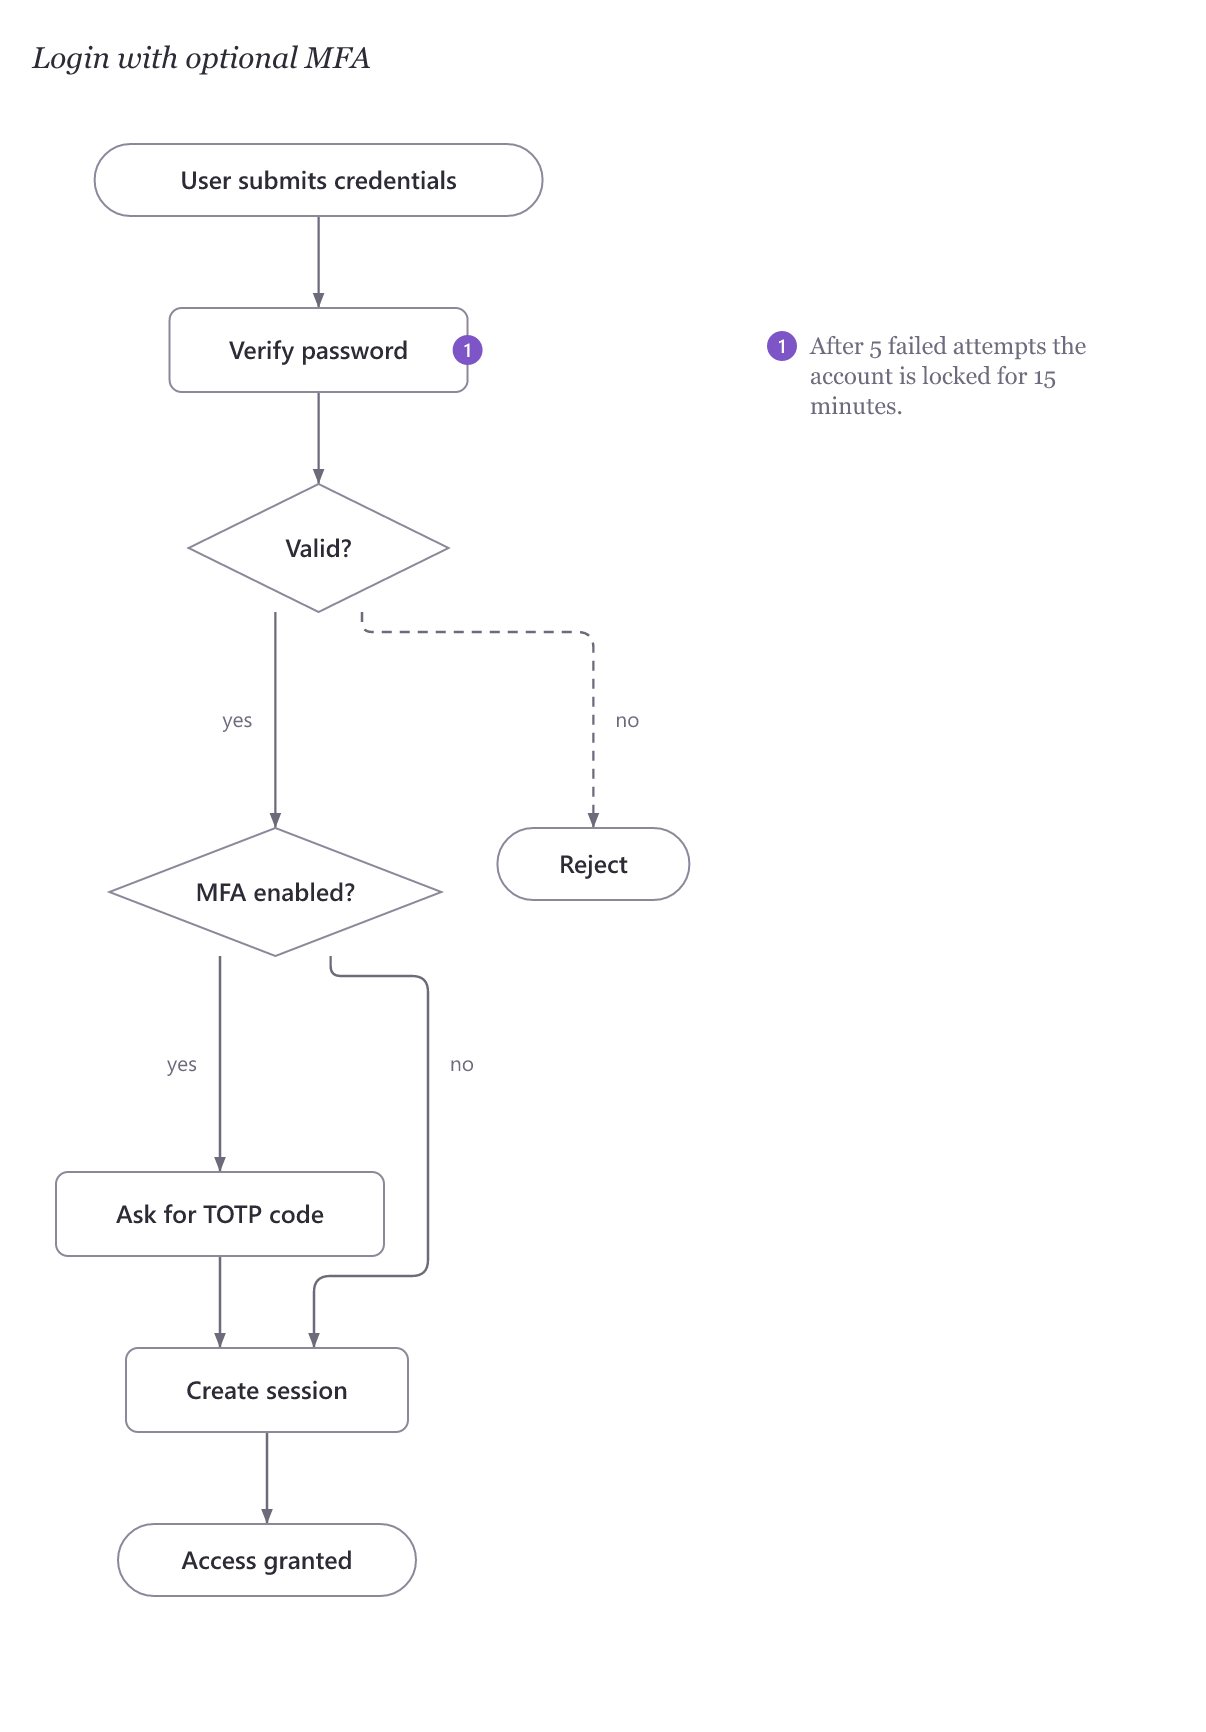 Login with optional MFA
User submits credentials
Verify password
1
1 After 5 failed attempts the
account is locked for 15
minutes.
Valid?
yes
no
MFA enabled?
Reject
yes
no
Ask for TOTP code
Create session
Access granted